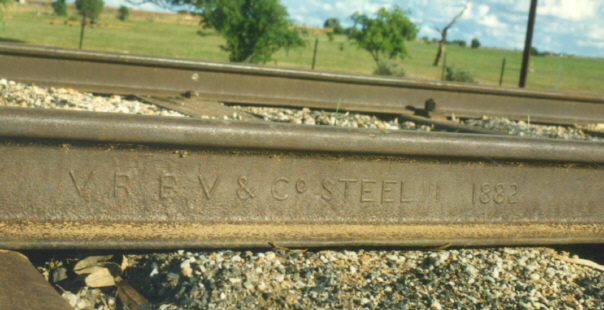 V R B V & Co STEEL 1882